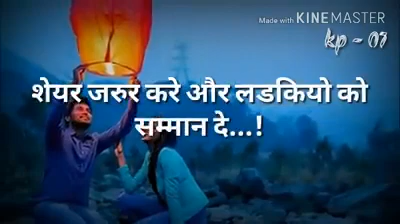 Made with KINEMASTER
kp - 07
शेयर जरुर करे और लडकियो को
सम्मान दे...!